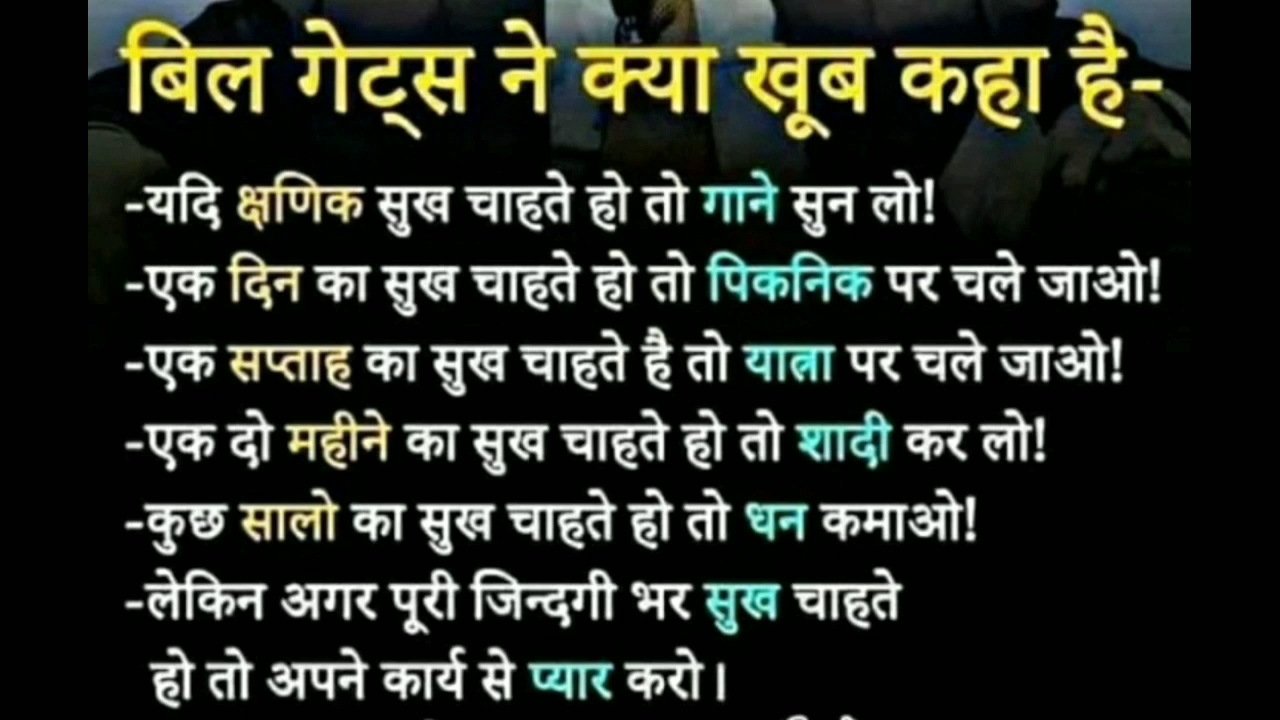 बिल गेट्स ने क्या खूब कहा है-
-यदि क्षणिक सुख चाहते हो तो गाने सुन लो!
-एक दिन का सुख चाहते हो तो पिकनिक पर चले जाओ!
-एक सप्ताह का सुख चाहते है तो यात्रा पर चले जाओ!
-एक दो महीने का सुख चाहते हो तो शादी कर लो!
-कुछ सालो का सुख चाहते हो तो धन कमाओ!
-लेकिन अगर पूरी जिन्दगी भर सुख चाहते
हो तो अपने कार्य से प्यार करो।